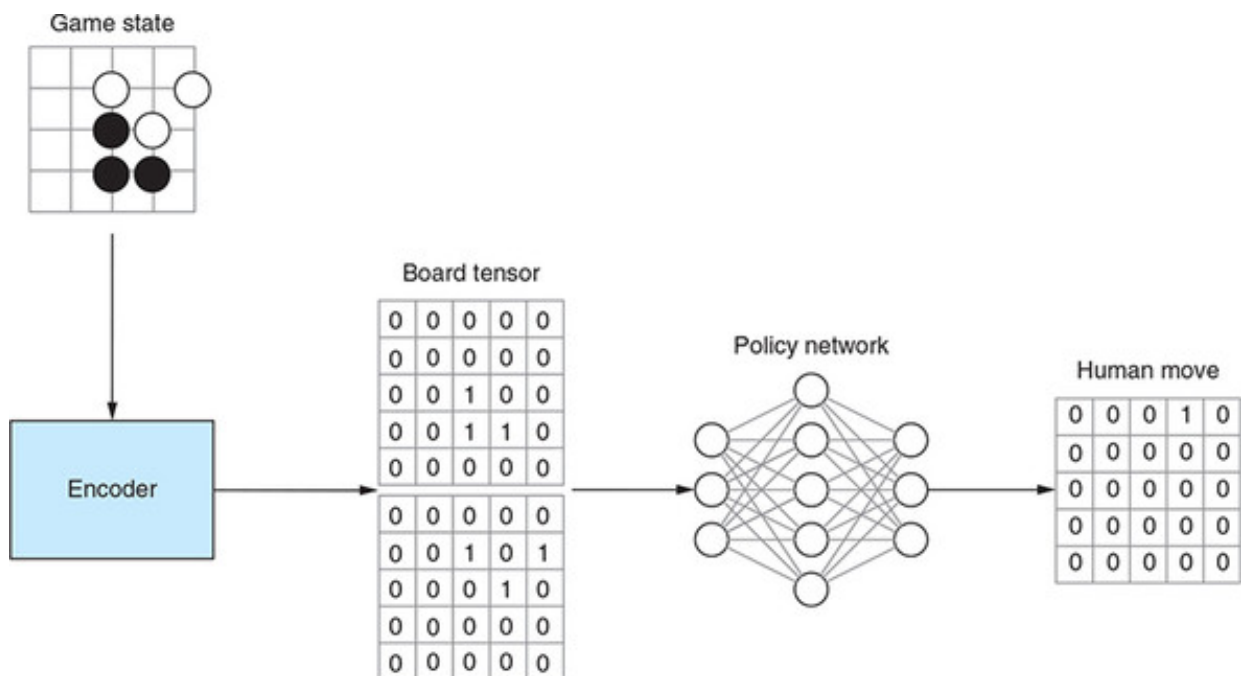 Game state
Encoder
Board tensor
0 0 0 0 0
0 0 0 0 0
0 0 1 0 0
0 0 1 1 0
0 0 0 0 0
0 0 0 0 0
0 0 1 0 1
0 0 0 1 0
0 0 0 0 0
0 0 0 0 0
Policy network
Human move
0 0 0 1 0
0 0 0 0 0
0 0 0 0 0
0 0 0 0 0
0 0 0 0 0